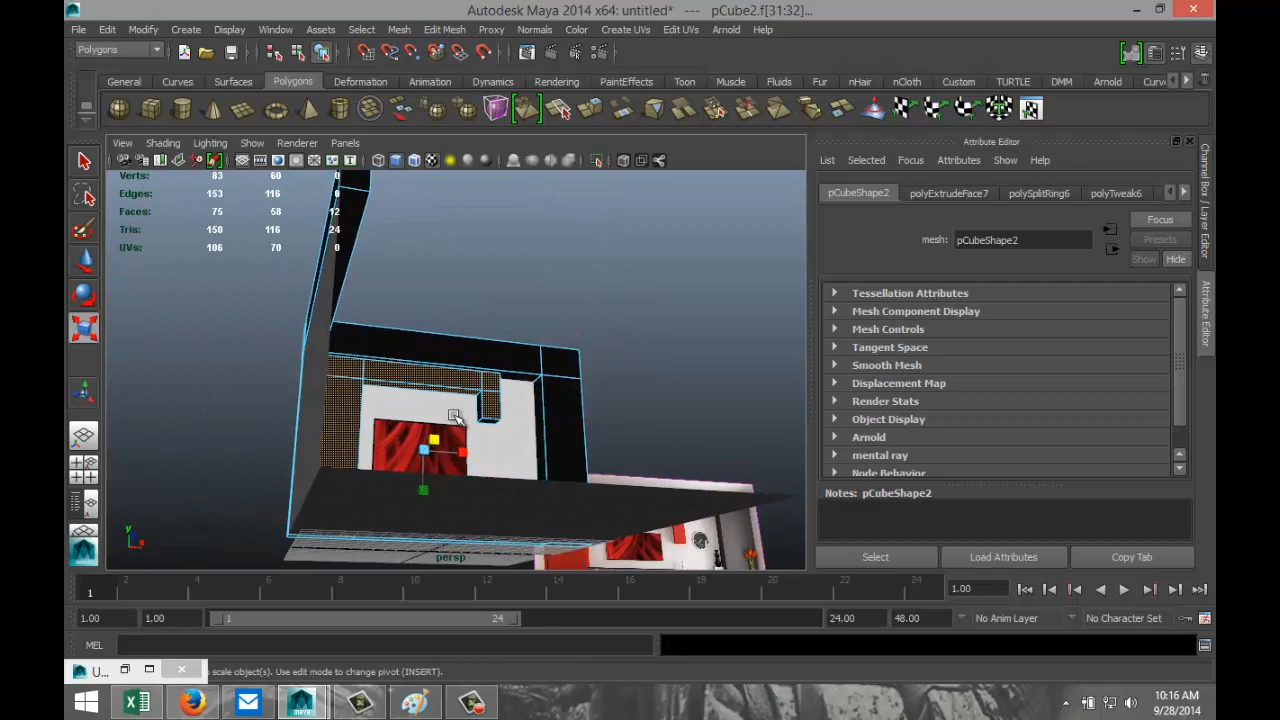 Autodesk Maya 2014 x64: untitled* --- pCube2.f[31:32]...
File Edit Modify Create Display Window Assets Select Mesh Edit Mesh Proxy Normals Color Create UVs Edit UVs Arnold Help
Polygons
General Curves Surfaces Polygons Deformation Animation Dynamics Rendering PaintEffects Toon Muscle Fluids Fur nHair nCloth Custom TURTLE DMM Arnold Curv
View Shading Lighting Show Renderer Panels
Attribute Editor
List Selected Focus Attributes Show Help
Verts: 83 60 0
Edges: 153 116 0
Faces: 75 58 12
Tris: 150 116 24
UVs: 106 70 0
pCubeShape2 polyExtrudeFace7 polySplitRing6 polyTweak6
Focus
mesh: pCubeShape2
Presets
Show Hide
Tessellation Attributes
Mesh Component Display
Mesh Controls
Tangent Space
Smooth Mesh
Displacement Map
Render Stats
Object Display
Arnold
mental ray
Node Behavior
Notes: pCubeShape2
Select Load Attributes Copy Tab
Channel Box / Layer Editor
Attribute Editor
y
persp
2 4 6 8 10 12 14 16 18 20 22 24
1
1.00
1.00 1.00 1 24 24.00 48.00 No Anim Layer No Character Set
MEL
U...
o scale object(s). Use edit mode to change pivot (INSERT).
10:16 AM
9/28/2014